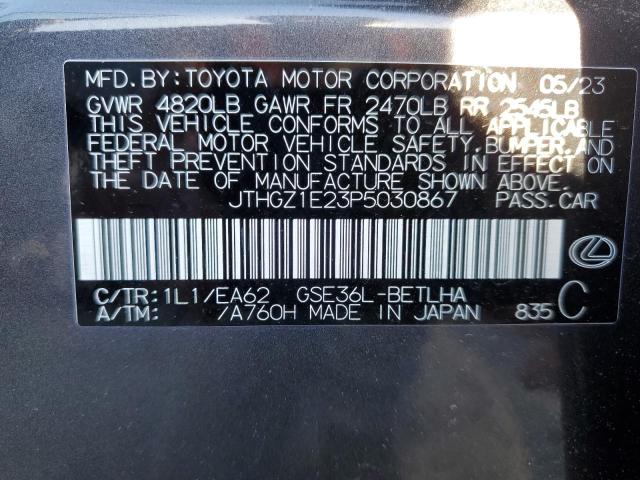 MFD. BY: TOYOTA MOTOR CORPORATION 05/23
GVWR 4820LB GAWR FR 2470LB RR 2545LB
THIS VEHICLE CONFORMS TO ALL APPLICABLE
FEDERAL MOTOR VEHICLE SAFETY, BUMPER, AND
THEFT PREVENTION STANDARDS IN EFFECT ON
THE DATE OF MANUFACTURE SHOWN ABOVE.
JTHGZ1E23P5030867 PASS. CAR
C/TR: 1L1/EA62 GSE36L-BETLHA
A/TM: /A760H MADE IN JAPAN 835 C